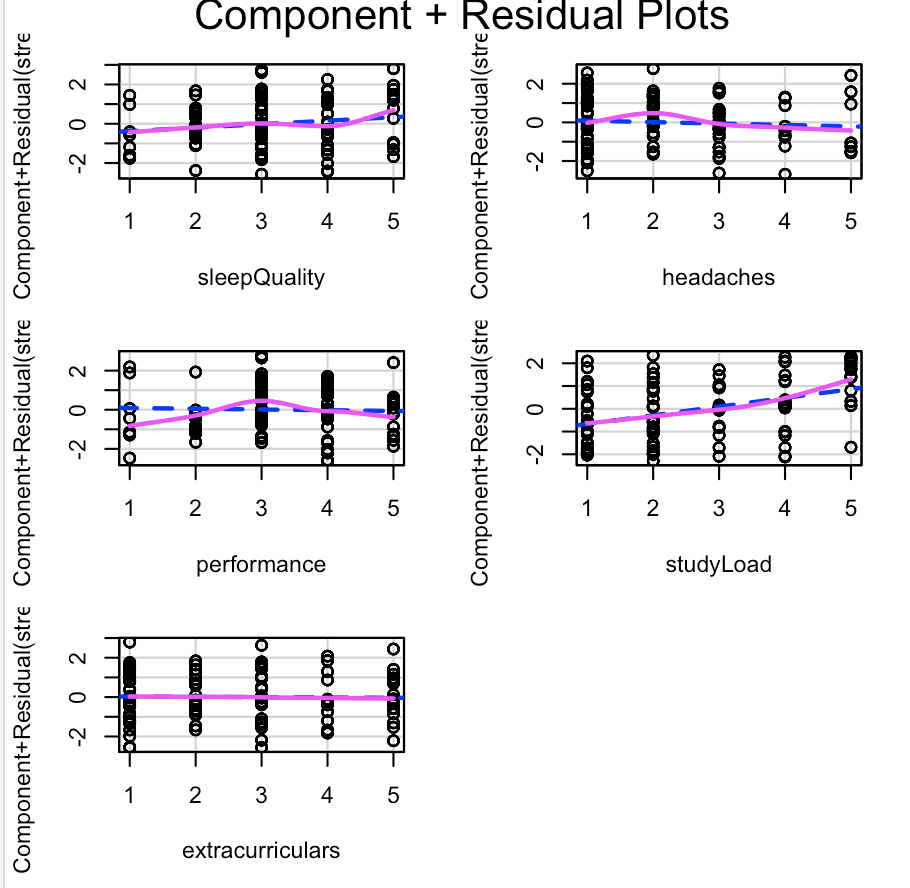 Component + Residual Plots
Component+Residual(stre
2
0
-2
1 2 3 4 5
sleepQuality
Component+Residual(stre
2
0
-2
1 2 3 4 5
headaches
Component+Residual(stre
2
0
-2
1 2 3 4 5
performance
Component+Residual(stre
2
0
-2
1 2 3 4 5
studyLoad
Component+Residual(stre
2
0
-2
1 2 3 4 5
extracurriculars